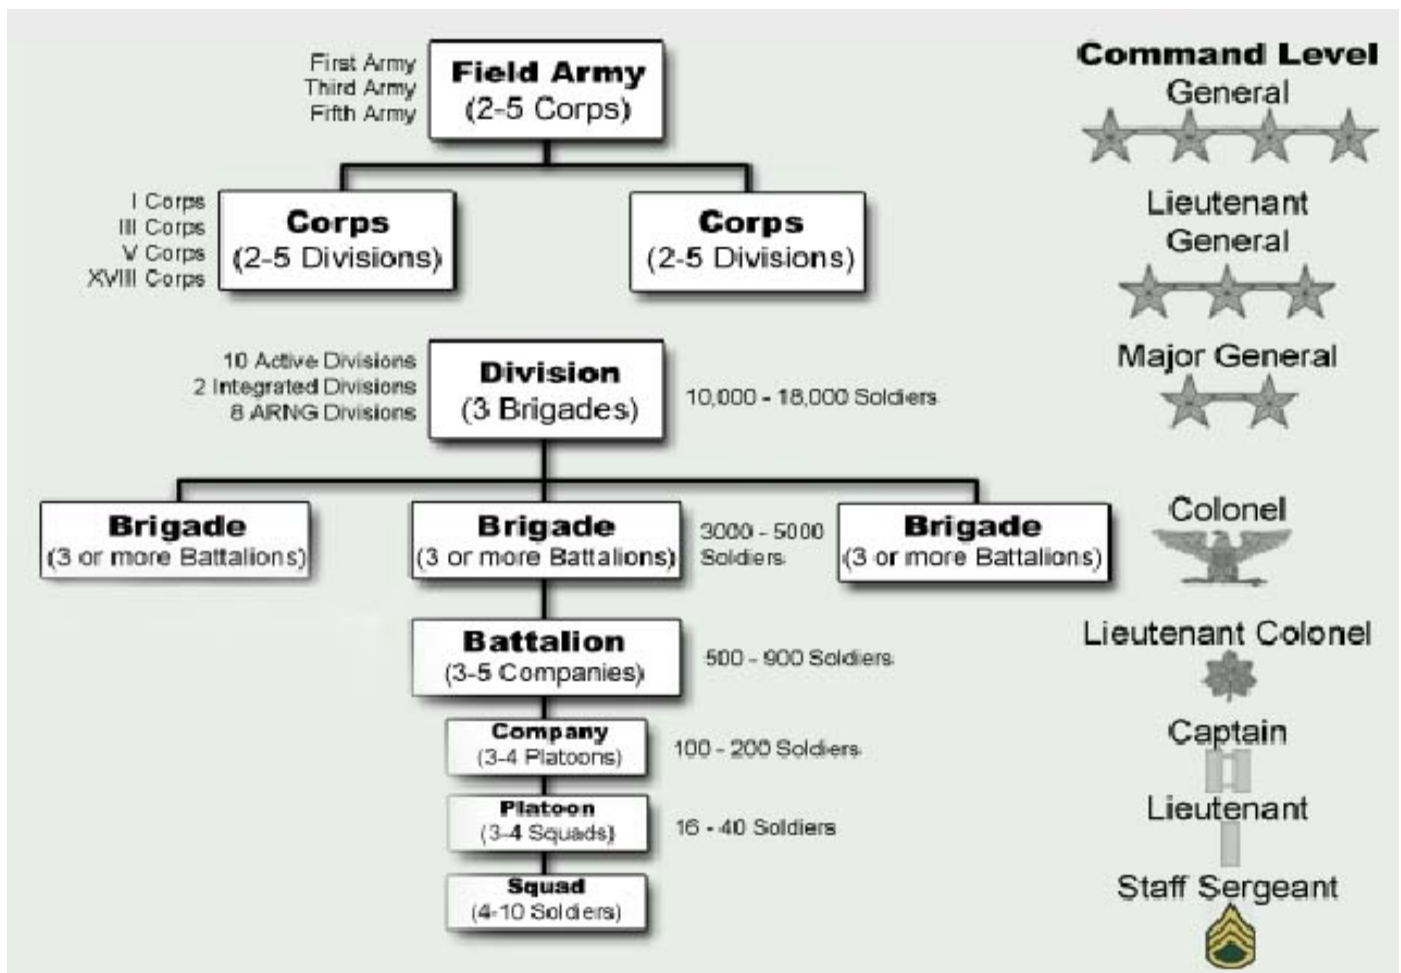 First Army
Third Army
Fifth Army
Field Army
(2-5 Corps)
Command Level
General
I Corps
III Corps
V Corps
XVIII Corps
Corps
(2-5 Divisions)
Corps
(2-5 Divisions)
Lieutenant
General
10 Active Divisions
2 Integrated Divisions
8 ARNG Divisions
Division
(3 Brigades)
10,000 - 18,000 Soldiers
Major General
Brigade
(3 or more Battalions)
Brigade
(3 or more Battalions)
3000 - 5000
Soldiers
Brigade
(3 or more Battalions)
Colonel
Battalion
(3-5 Companies)
500 - 900 Soldiers
Lieutenant Colonel
Company
(3-4 Platoons)
100 - 200 Soldiers
Captain
Platoon
(3-4 Squads)
16 - 40 Soldiers
Lieutenant
Squad
(4-10 Soldiers)
Staff Sergeant